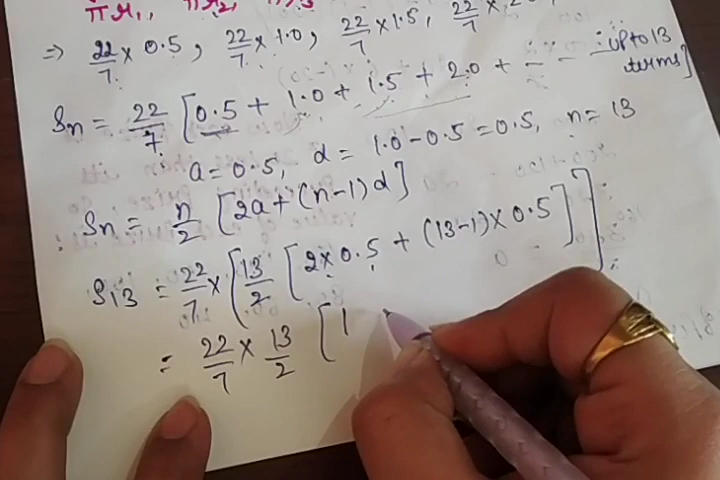 πr₁, πr₂,
⇒ 22/7 × 0.5, 22/7 × 1.0, 22/7 × 1.5, 22/7 × 2
Sn = 22/7 [0.5 + 1.0 + 1.5 + 2.0 + - - - upto 13 terms]
a = 0.5, d = 1.0 - 0.5 = 0.5, n = 13
Sn = n/2 [2a + (n-1) d]
S13 = 22/7 × [13/2 [2 × 0.5 + (13-1) × 0.5]]
= 22/7 × 13/2 [1